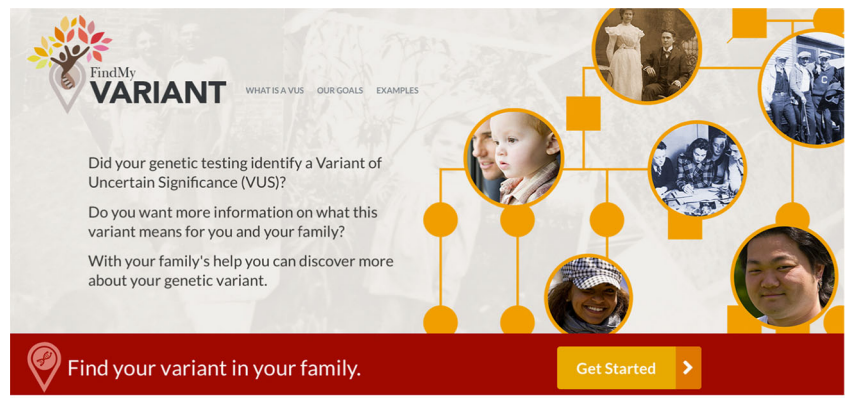 FindMy
VARIANT
WHAT IS A VUS OUR GOALS EXAMPLES
Did your genetic testing identify a Variant of
Uncertain Significance (VUS)?
Do you want more information on what this
variant means for you and your family?
With your family's help you can discover more
about your genetic variant.
Find your variant in your family.
Get Started